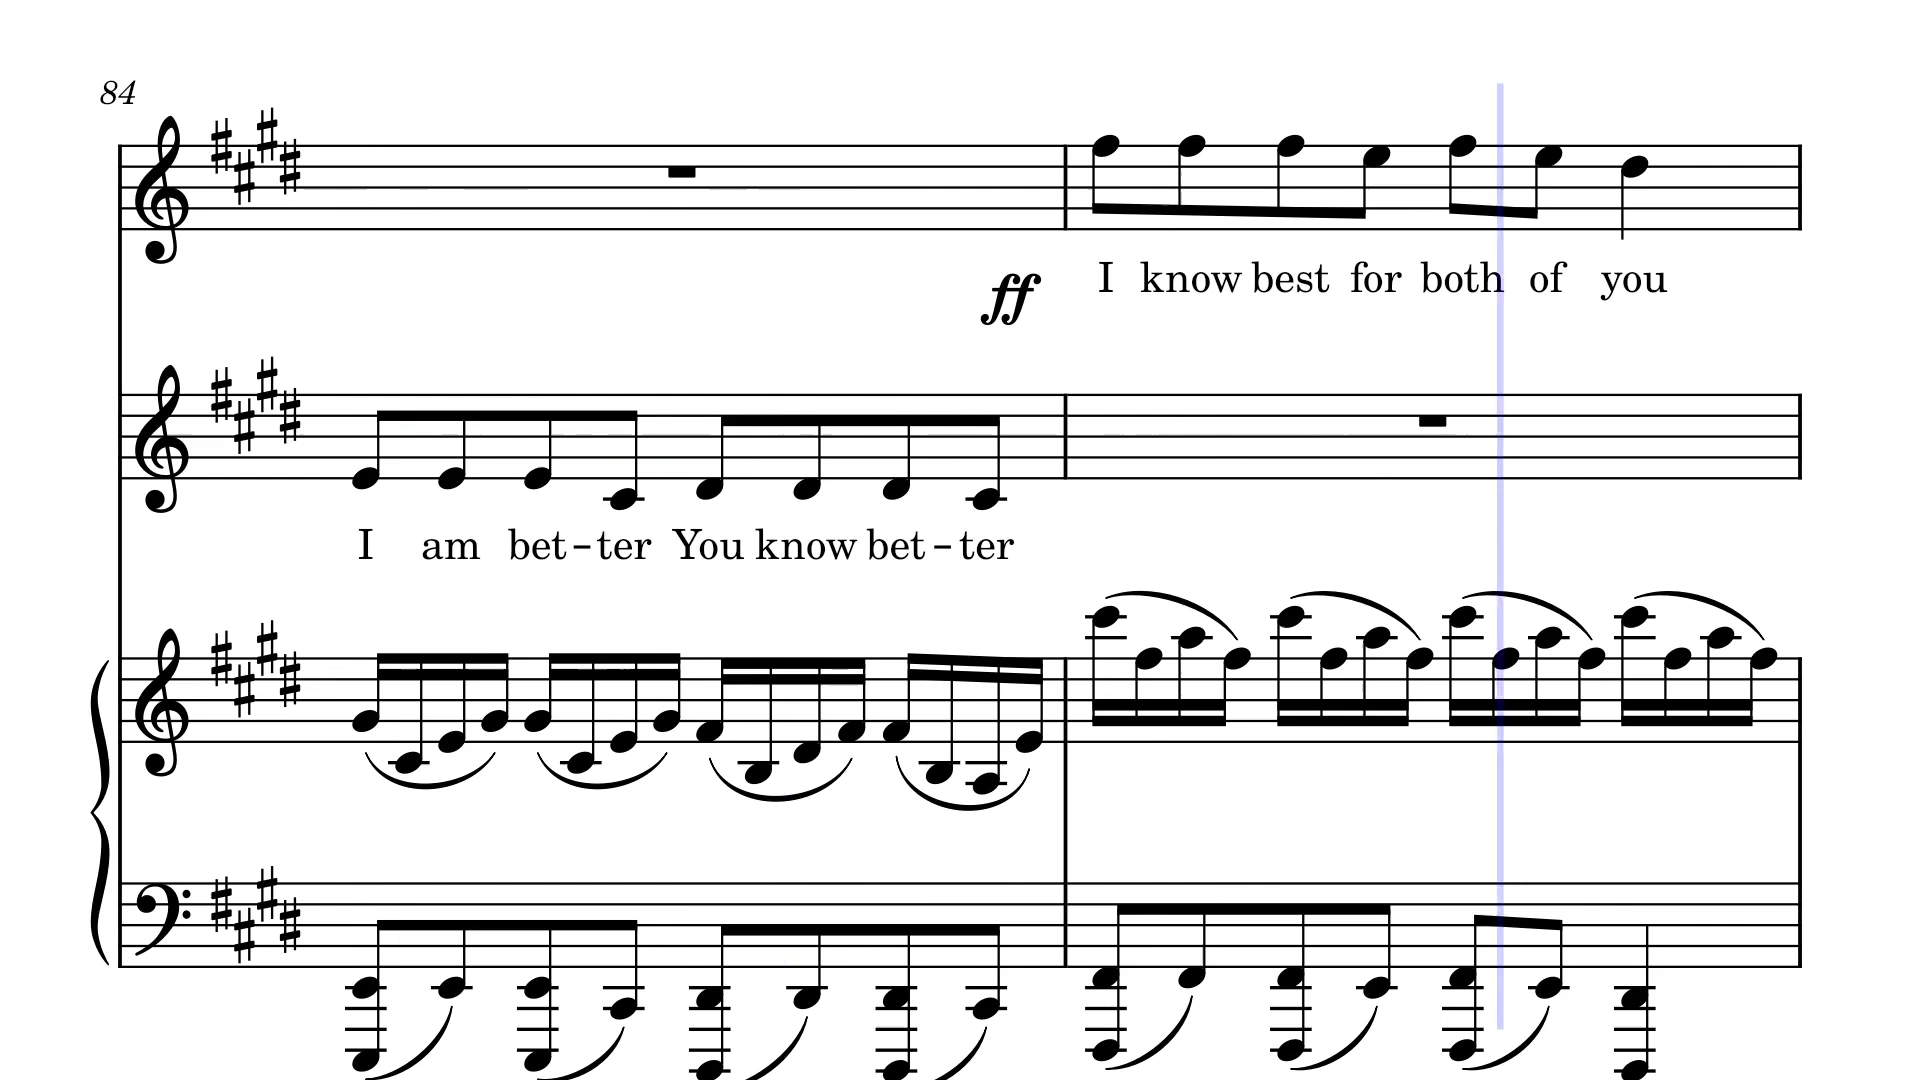 84
I know best for both of you
ff
I am bet-ter You know bet-ter